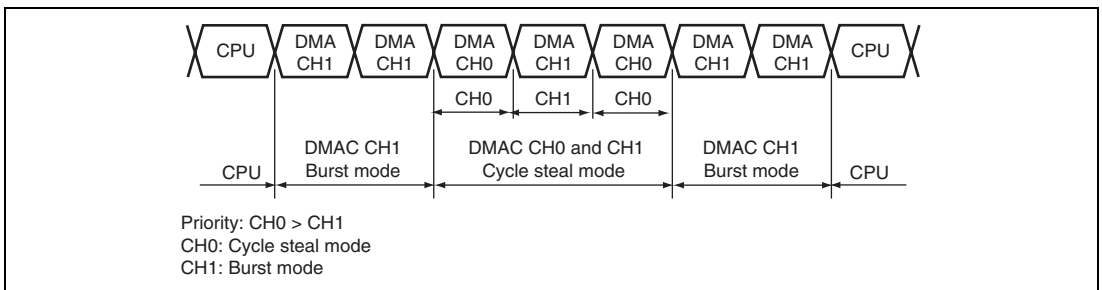 CPU DMA CH1 DMA CH1 DMA CH0 DMA CH1 DMA CH0 DMA CH1 DMA CH1 CPU
CH0 CH1 CH0
CPU DMAC CH1 Burst mode DMAC CH0 and CH1 Cycle steal mode DMAC CH1 Burst mode CPU
Priority: CH0 > CH1
CH0: Cycle steal mode
CH1: Burst mode